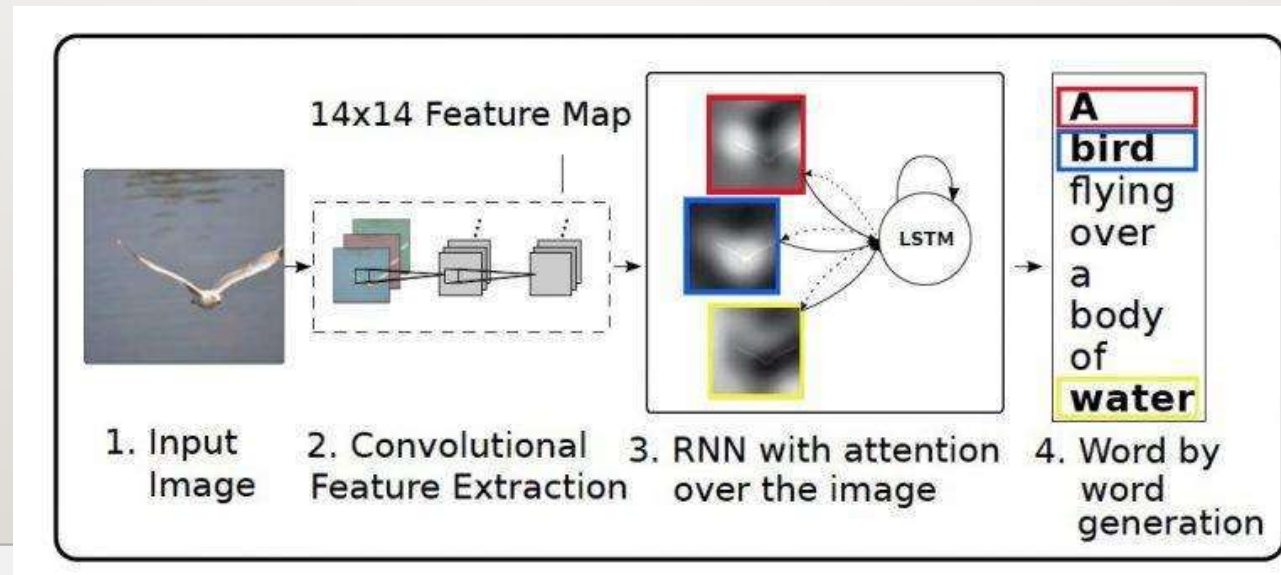 14x14 Feature Map
LSTM
A
bird
flying
over
a
body
of
water
1. Input
Image
2. Convolutional
Feature Extraction
3. RNN with attention
over the image
4. Word by
word
generation